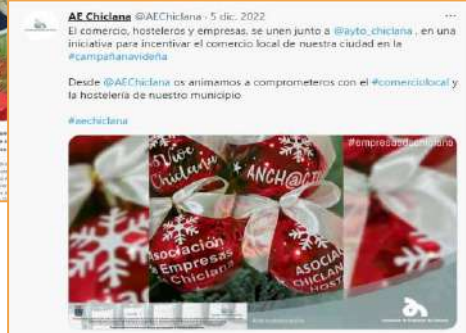 AE Chiclana @AEChiclana · 5 dic. 2022
El comercio, hosteleros y empresas, se unen junto a @ayto_chiclana , en una
iniciativa para incentivar el comercio local de nuestra ciudad en la
#campañanavideña
Desde @AEChiclana os animamos a comprometeros con el #comerciolocal y
la hostelería de nuestro municipio
#aechiclana
#empresasdechiclana
Vive
Chiclana
Asociación
Empresas
Chiclana